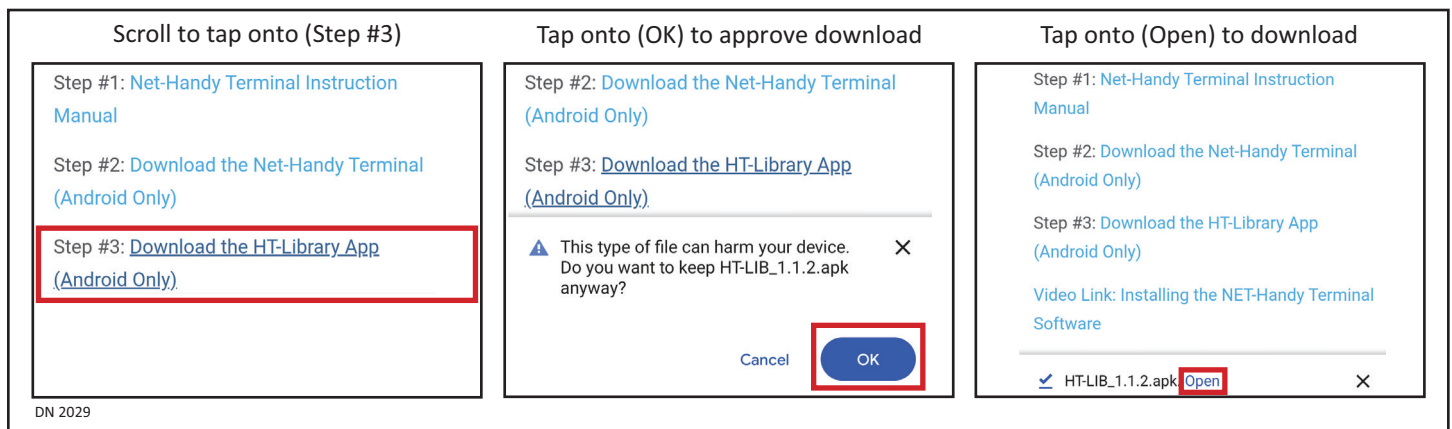 Scroll to tap onto (Step #3)
Step #1: Net-Handy Terminal Instruction
Manual
Step #2: Download the Net-Handy Terminal
(Android Only)
Step #3: Download the HT-Library App
(Android Only)
Tap onto (OK) to approve download
Step #2: Download the Net-Handy Terminal
(Android Only)
Step #3: Download the HT-Library App
(Android Only)
This type of file can harm your device.
Do you want to keep HT-LIB_1.1.2.apk
anyway?
Cancel
OK
Tap onto (Open) to download
Step #1: Net-Handy Terminal Instruction
Manual
Step #2: Download the Net-Handy Terminal
(Android Only)
Step #3: Download the HT-Library App
(Android Only)
Video Link: Installing the NET-Handy Terminal
Software
HT-LIB_1.1.2.apk. Open
DN 2029